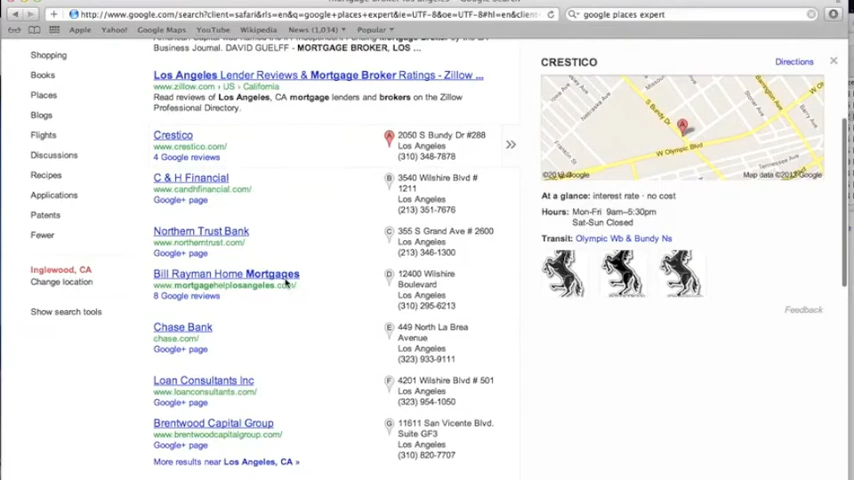 http://www.google.com/search?client=safari&rls=en&q=google+places+expert&ie=UTF-8&oe=UTF-8#hl=en&client=
google places expert
Apple
Yahoo!
Google Maps
YouTube
Wikipedia
News (1,034)
Popular
Shopping
Books
Places
Blogs
Flights
Discussions
Recipes
Applications
Patents
Fewer
Inglewood, CA
Change location
Show search tools
Business Journal. DAVID GUELFF - MORTGAGE BROKER, LOS ...
Los Angeles Lender Reviews & Mortgage Broker Ratings - Zillow ...
www.zillow.com › US › California
Read reviews of Los Angeles, CA mortgage lenders and brokers on the Zillow
Professional Directory.
Crestico
www.crestico.com/
4 Google reviews
A
2050 S Bundy Dr #288
Los Angeles
(310) 348-7878
C & H Financial
www.candhfinancial.com/
Google+ page
B
3540 Wilshire Blvd #
1211
(213) 351-7676
Northern Trust Bank
www.northerntrust.com/
Google+ page
C
355 S Grand Ave # 2600
Los Angeles
(213) 346-1300
Bill Rayman Home Mortgages
www.mortgagehelplosangeles.com/
8 Google reviews
D
12400 Wilshire
Boulevard
Los Angeles
(310) 295-6213
Chase Bank
chase.com/
Google+ page
E
449 North La Brea
Avenue
Los Angeles
(323) 933-9111
Loan Consultants Inc
www.loanconsultants.com/
Google+ page
F
4201 Wilshire Blvd # 501
Los Angeles
(323) 954-1050
Brentwood Capital Group
www.brentwoodcapitalgroup.com/
Google+ page
G
11611 San Vicente Blvd.
Suite GF3
Los Angeles
(310) 820-7707
More results near Los Angeles, CA »
CRESTICO
Directions
S Bundy Dr
W Olympic Blvd
Nebraska Ave
Tennessee Ave
Barrington Ave
A
Map data ©2012 Google
At a glance: interest rate · no cost
Hours: Mon-Fri 9am–5:30pm
Sat-Sun Closed
Transit: Olympic Wb & Bundy Ns
Feedback